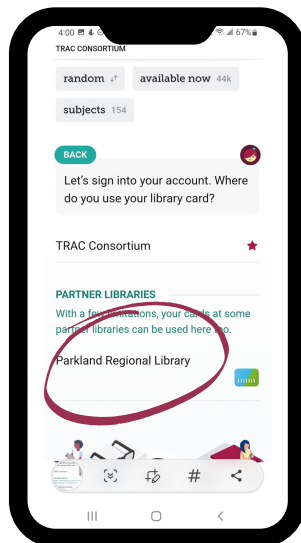 4:00 67%
TRAC CONSORTIUM
random available now 44k
subjects 154
BACK
Let's sign into your account. Where
do you use your library card?
TRAC Consortium
PARTNER LIBRARIES
With a few limitations, your cards at some
partner libraries can be used here too.
Parkland Regional Library
#